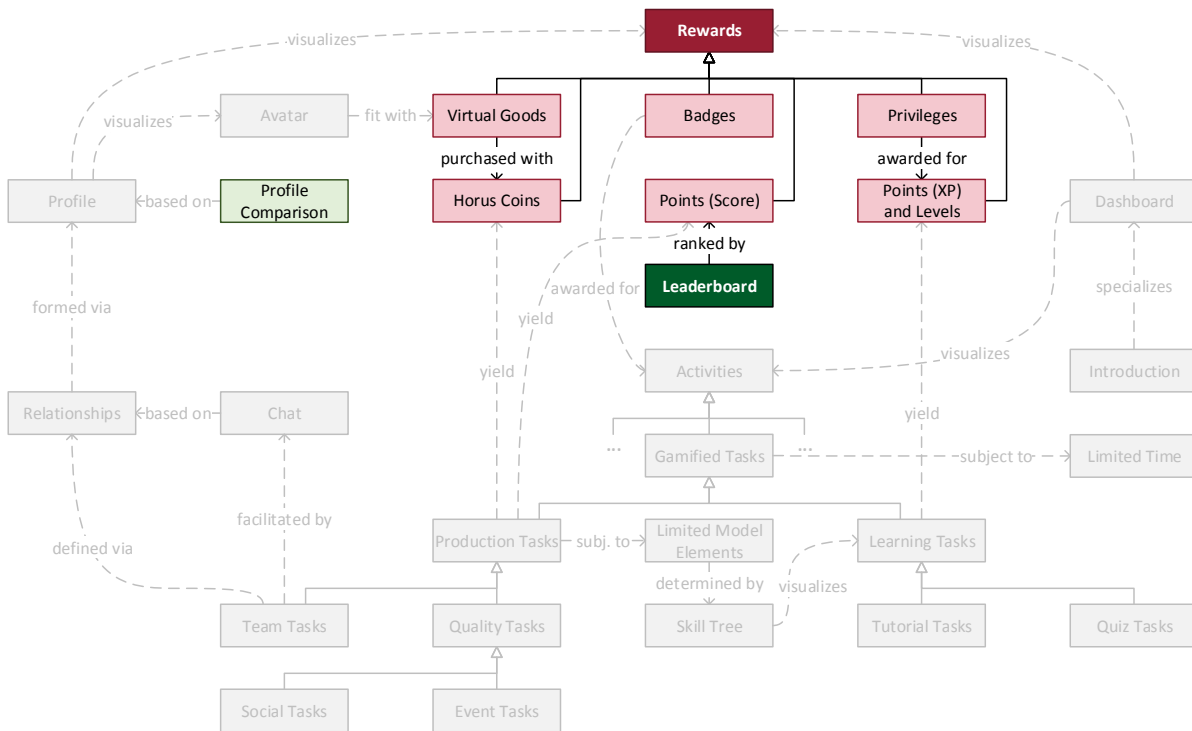 Rewards
visualizes
visualizes
Avatar
fit with
Virtual Goods
Badges
Privileges
visualizes
purchased with
awarded for
Profile
based on
Profile
Comparison
Horus Coins
Points (Score)
Points (XP)
and Levels
Dashboard
ranked by
Leaderboard
awarded for
specializes
formed via
yield
visualizes
yield
Activities
Introduction
Relationships
based on
Chat
yield
...
...
Gamified Tasks
subject to
Limited Time
facilitated by
defined via
Production Tasks
subj. to
Limited Model
Elements
Learning Tasks
determined by
visualizes
Team Tasks
Quality Tasks
Skill Tree
Tutorial Tasks
Quiz Tasks
Social Tasks
Event Tasks